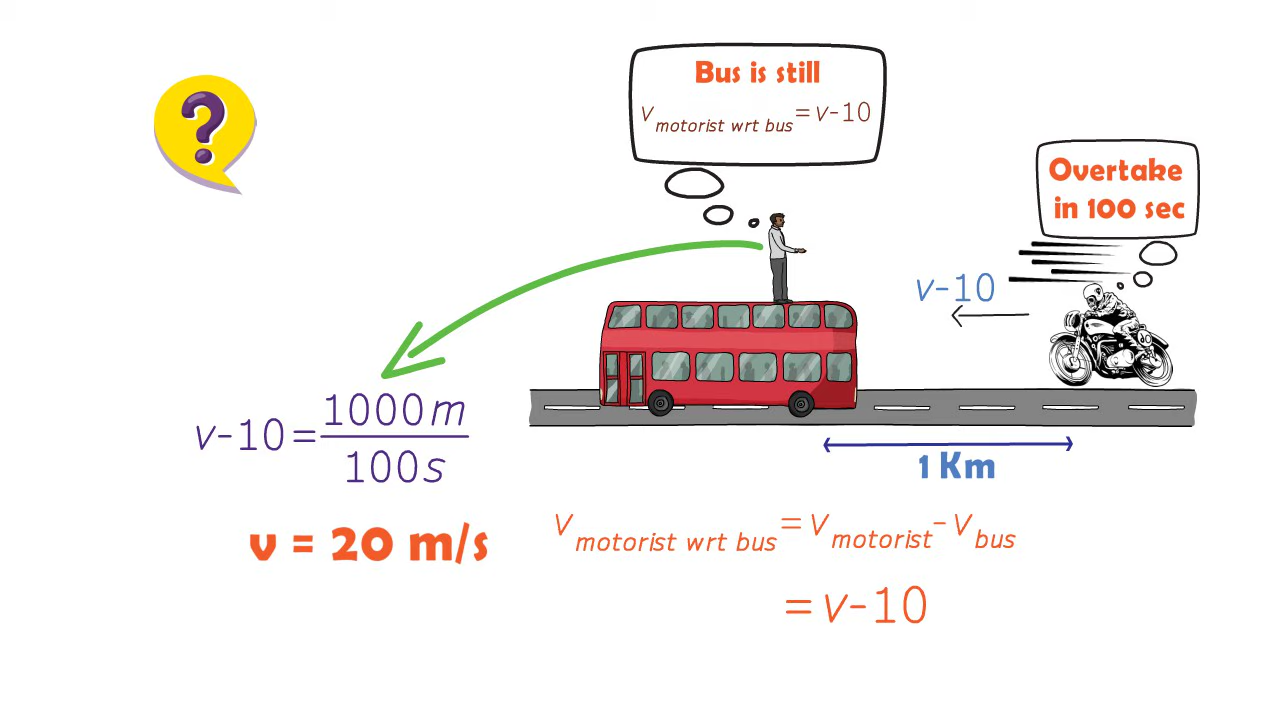 ?
Bus is still
v motorist wrt bus = v-10
Overtake
in 100 sec
v-10
v-10 = 1000m
100s
1 Km
v = 20 m/s
v motorist wrt bus = v motorist - v bus
= v-10